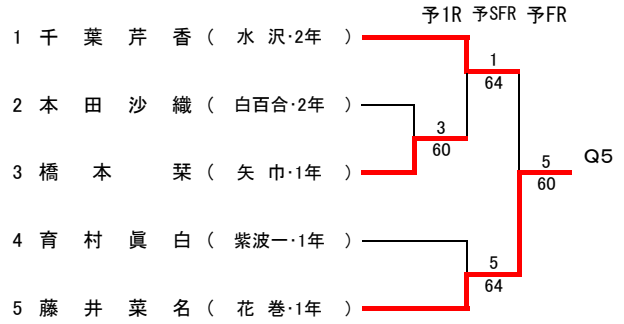 予1R 予SFR 予FR
1 千葉芹香 ( 水沢・2年 )
1
64
2 本田沙織 ( 白百合・2年 )
3
60
5
60
Q5
3 橋本栞 ( 矢巾・1年 )
4 育村眞白 ( 紫波一・1年 )
5
64
5 藤井菜名 ( 花巻・1年 )